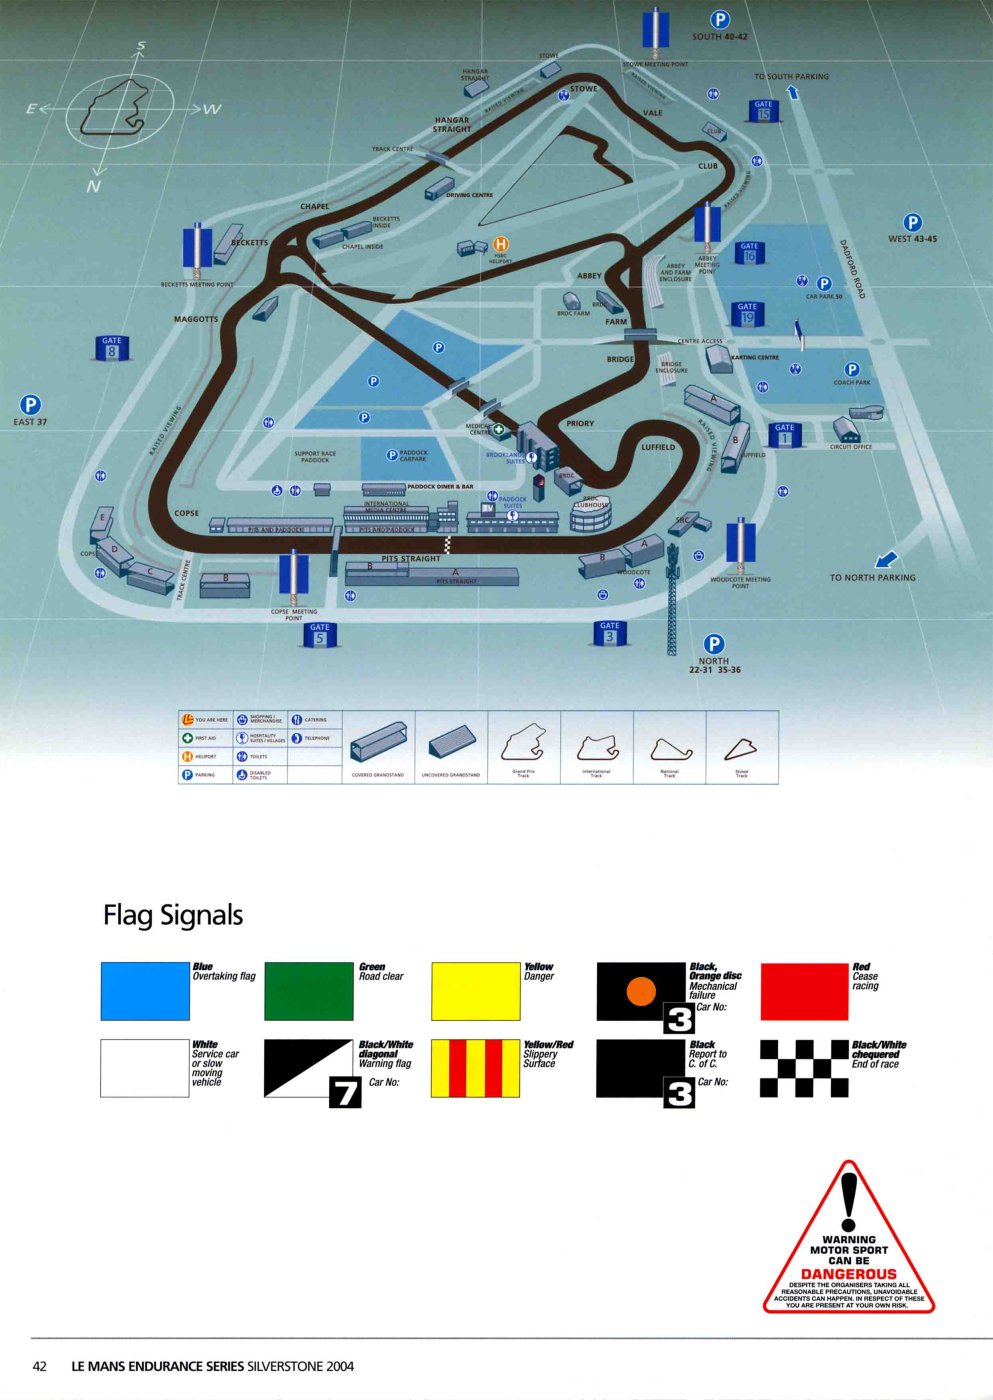 S
E
W
N
P
SOUTH 40-42
STOWE
STOWE MEETING POINT
HANGAR
STRAIGHT
RAISED VIEWING
STOWE
RAISED VIEWING
TO SOUTH PARKING
GATE
15
VALE
HANGAR
STRAIGHT
CLUB
TRACK CENTRE
CLUB
DRIVING CENTRE
RAISED VIEWING
CHAPEL
BECKETTS
INSIDE
CHAPEL INSIDE
BECKETTS
H
HSBC
HELIPORT
P
WEST 43-45
DADFORD ROAD
GATE
16
ABBEY
MEETING
POINT
ABBEY
AND FARM
ENCLOSURE
ABBEY
BECKETTS MEETING POINT
P
CAR PARK 50
BRDC
BRDC FARM
FARM
GATE
19
MAGGOTTS
GATE
8
P
CENTRE ACCESS
BRIDGE
BRIDGE
ENCLOSURE
KARTING CENTRE
P
COACH PARK
P
P
EAST 37
P
A
RAISED VIEWING
MEDICAL
CENTRE
PRIORY
GATE
1
B
LUFFIELD
CIRCUIT OFFICE
RAISED VIEWING
LUFFIELD
SUPPORT RACE
PADDOCK
P
PADDOCK
CARPARK
BROOKLANDS
SUITES
BRDC
PADDOCK DINER & BAR
BRDC
CLUBHOUSE
PADDOCK
SUITES
TV
INTERNATIONAL
MEDIA CENTRE
COPSE
E
D
C
COPSE
PITS AND PADDOCK
PITS AND PADDOCK
SRC
PITS STRAIGHT
B
A
PITS STRAIGHT
B
A
WOODCOTE
WOODCOTE MEETING
POINT
TO NORTH PARKING
TRACK CENTRE
B
COPSE MEETING
POINT
GATE
5
GATE
3
P
NORTH
22-31 35-36
YOU ARE HERE
SHOPPING /
MERCHANDISE
CATERING
FIRST AID
HOSPITALITY
SUITES / VILLAGES
TELEPHONE
H
HELIPORT
TOILETS
P
PARKING
DISABLED
TOILETS
COVERED GRANDSTAND
UNCOVERED GRANDSTAND
Grand Prix
Track
International
Track
National
Track
Stowe
Track
Flag Signals
Blue
Overtaking flag
Green
Road clear
Yellow
Danger
Black,
Orange disc
Mechanical
failure
Car No:
3
Red
Cease
racing
White
Service car
or slow
moving
vehicle
Black/White
diagonal
Warning flag
Car No:
7
Yellow/Red
Slippery
Surface
Black
Report to
C. of C.
Car No:
3
Black/White
chequered
End of race
!
WARNING
MOTOR SPORT
CAN BE
DANGEROUS
DESPITE THE ORGANISERS TAKING ALL
REASONABLE PRECAUTIONS, UNAVOIDABLE
ACCIDENTS CAN HAPPEN. IN RESPECT OF THESE
YOU ARE PRESENT AT YOUR OWN RISK.
42 LE MANS ENDURANCE SERIES SILVERSTONE 2004